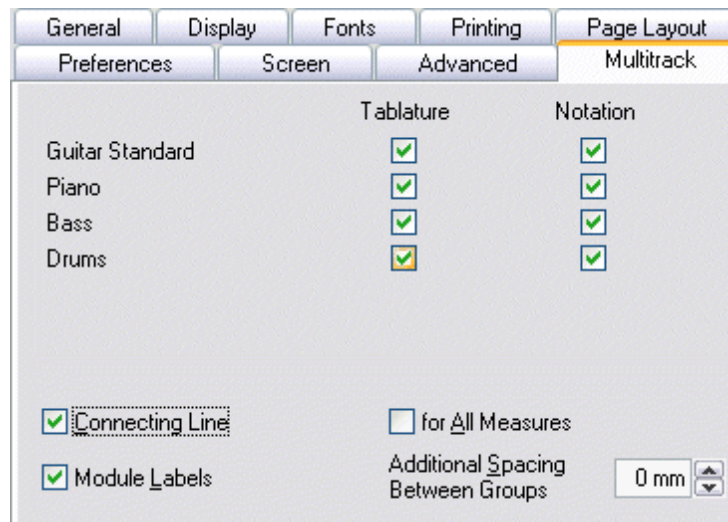 General Display Fonts Printing Page Layout
Preferences Screen Advanced Multitrack
Tablature Notation
Guitar Standard
Piano
Bass
Drums
Connecting Line for All Measures
Module Labels Additional Spacing
Between Groups 0 mm